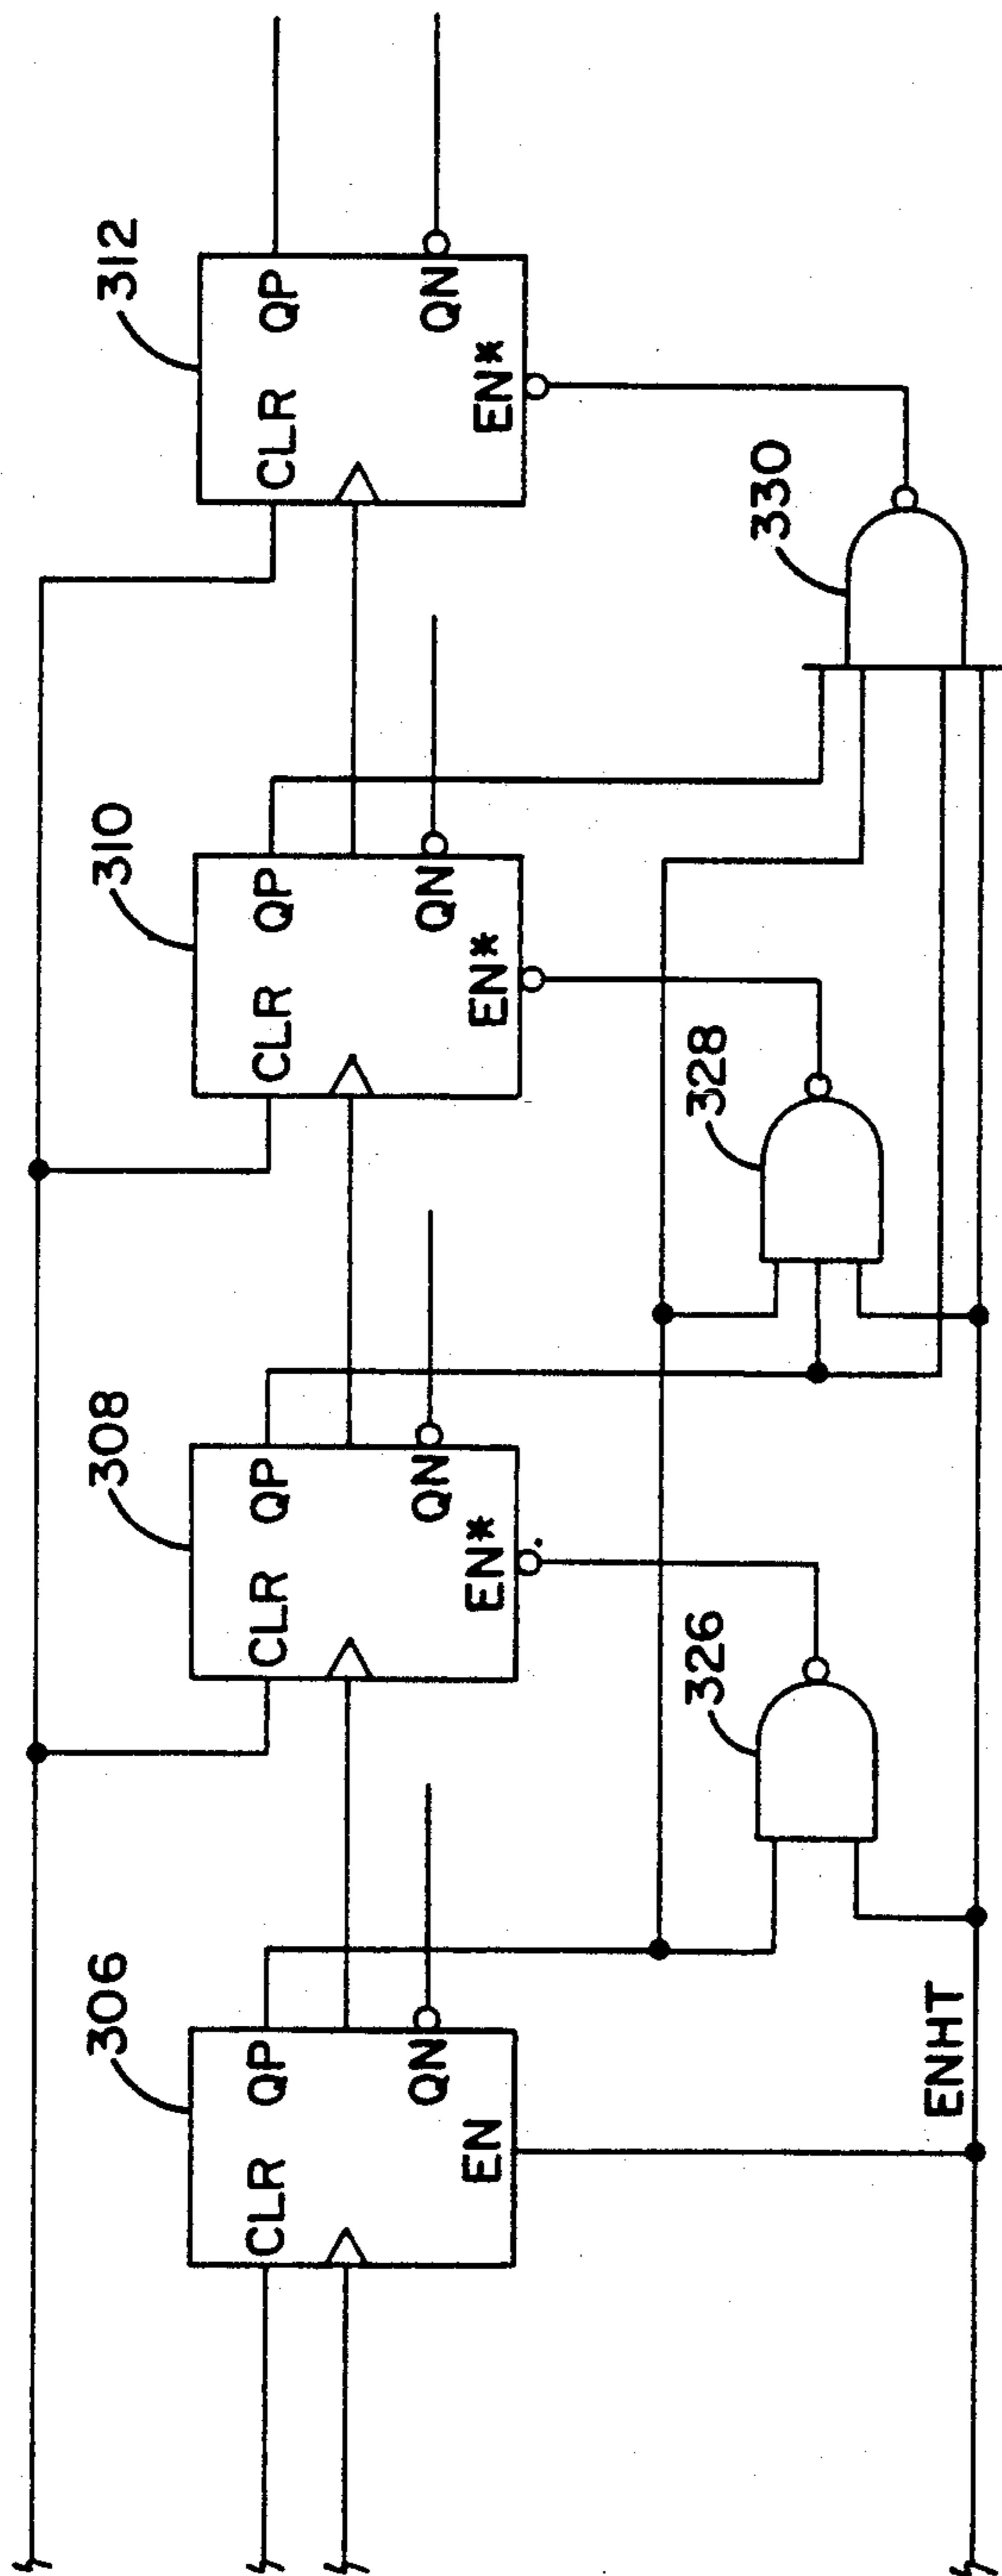 306
CLR QP
QN
EN
308
CLR QP
QN
EN*
310
CLR QP
QN
EN*
312
CLR QP
QN
EN*
326
328
330
ENHT